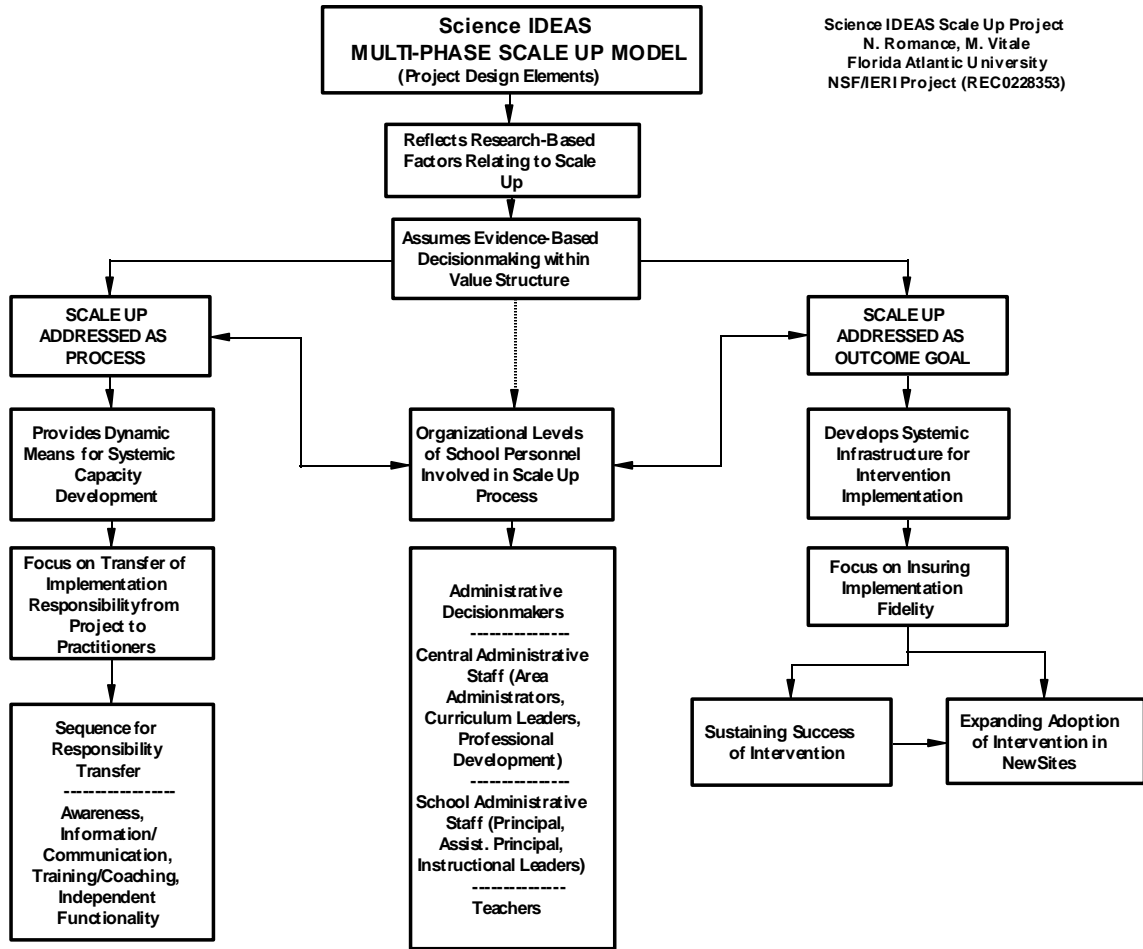 Science IDEAS
MULTI-PHASE SCALE UP MODEL
(Project Design Elements)
Science IDEAS Scale Up Project
N. Romance, M. Vitale
Florida Atlantic University
NSF/IERI Project (REC0228353)
Reflects Research-Based
Factors Relating to Scale
Up
Assumes Evidence-Based
Decisionmaking within
Value Structure
SCALE UP
ADDRESSED AS
PROCESS
SCALE UP
ADDRESSED AS
OUTCOME GOAL
Provides Dynamic
Means for Systemic
Capacity
Development
Organizational Levels
of School Personnel
Involved in Scale Up
Process
Develops Systemic
Infrastructure for
Intervention
Implementation
Focus on Transfer of
Implementation
Responsibility from
Project to
Practitioners
Focus on Insuring
Implementation
Fidelity
Sequence for
Responsibility
Transfer
------------------
Awareness,
Information/
Communication,
Training/Coaching,
Independent
Functionality
Administrative
Decisionmakers
----------------
Central Administrative
Staff (Area
Administrators,
Curriculum Leaders,
Professional
Development)
----------------
School Administrative
Staff (Principal,
Assist. Principal,
Instructional Leaders)
---------------
Teachers
Sustaining Success
of Intervention
Expanding Adoption
of Intervention in
New Sites